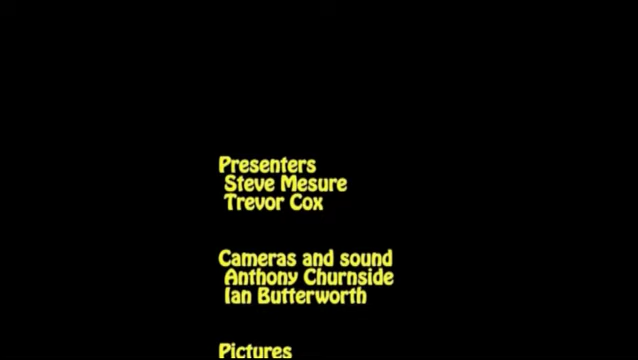 Presenters
Steve Mesure
Trevor Cox
Cameras and sound
Anthony Churnside
Ian Butterworth
Pictures